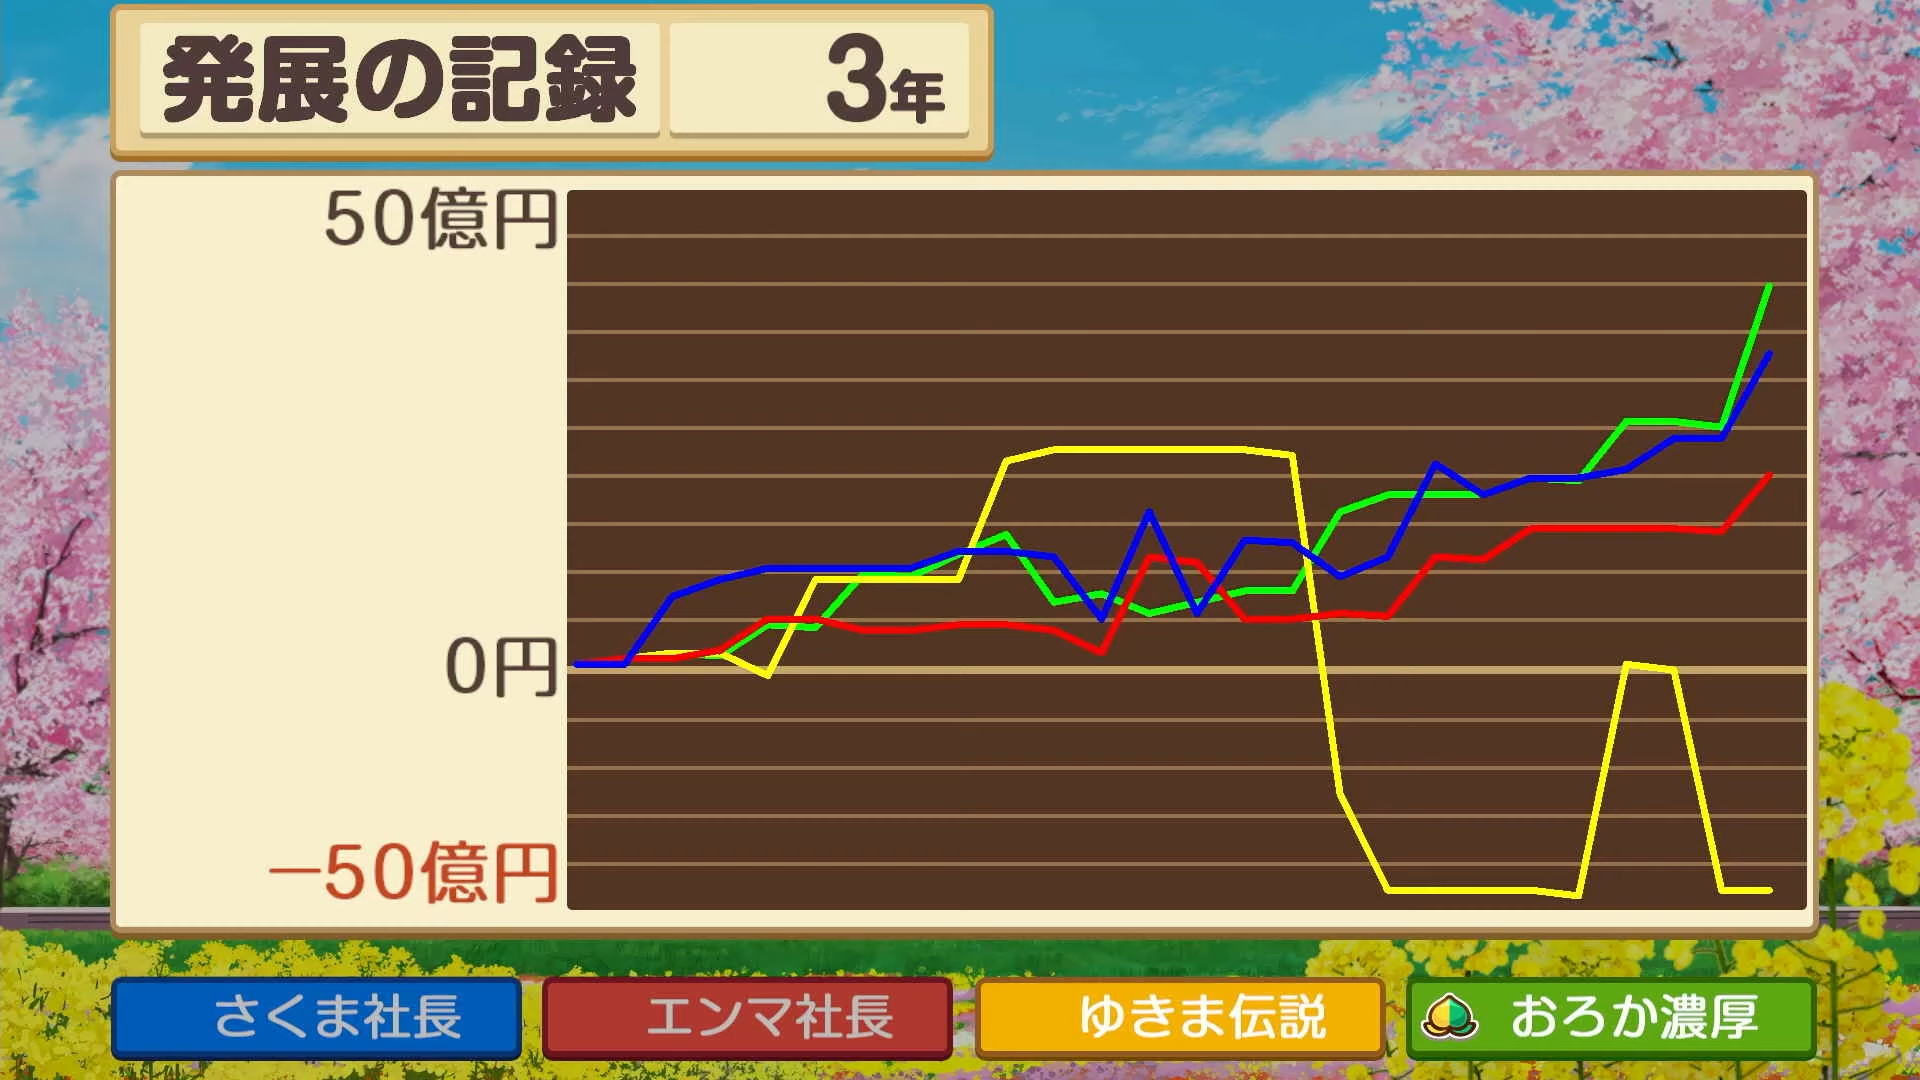 発展の記録 3年
50億円
0円
-50億円
さくま社長 エンマ社長 ゆきま伝説 おろか濃厚